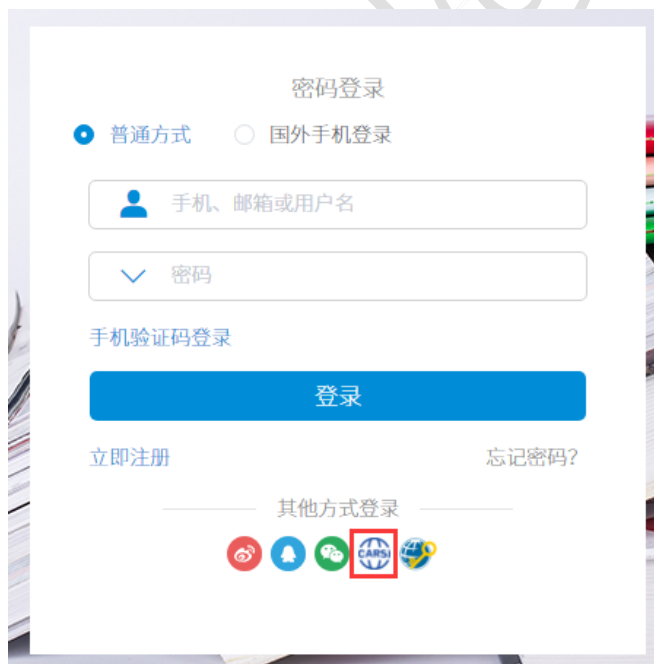 密码登录
普通方式 国外手机登录
手机、邮箱或用户名
密码
手机验证码登录
登录
立即注册 忘记密码?
其他方式登录
CARSI